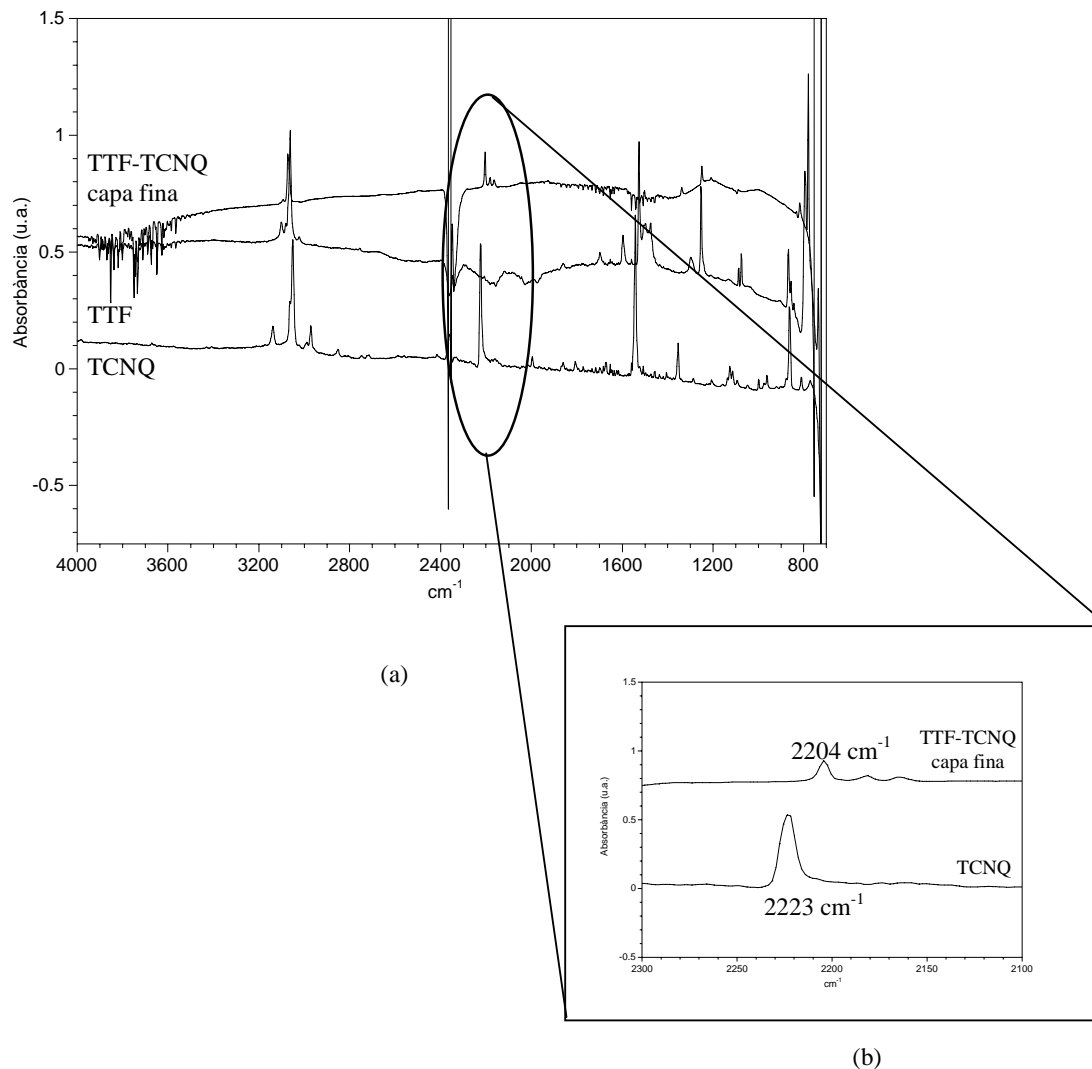 1.5
1
0.5
0
-0.5
Absorbància (u.a.)
TTF-TCNQ
capa fina
TTF
TCNQ
4000 3600 3200 2800 2400 2000 1600 1200 800
cm-1
(a)
1.5
1
0.5
0
-0.5
Absorbància (u.a.)
2204 cm-1
TTF-TCNQ
capa fina
TCNQ
2223 cm-1
2300 2250 2200 2150 2100
cm-1
(b)